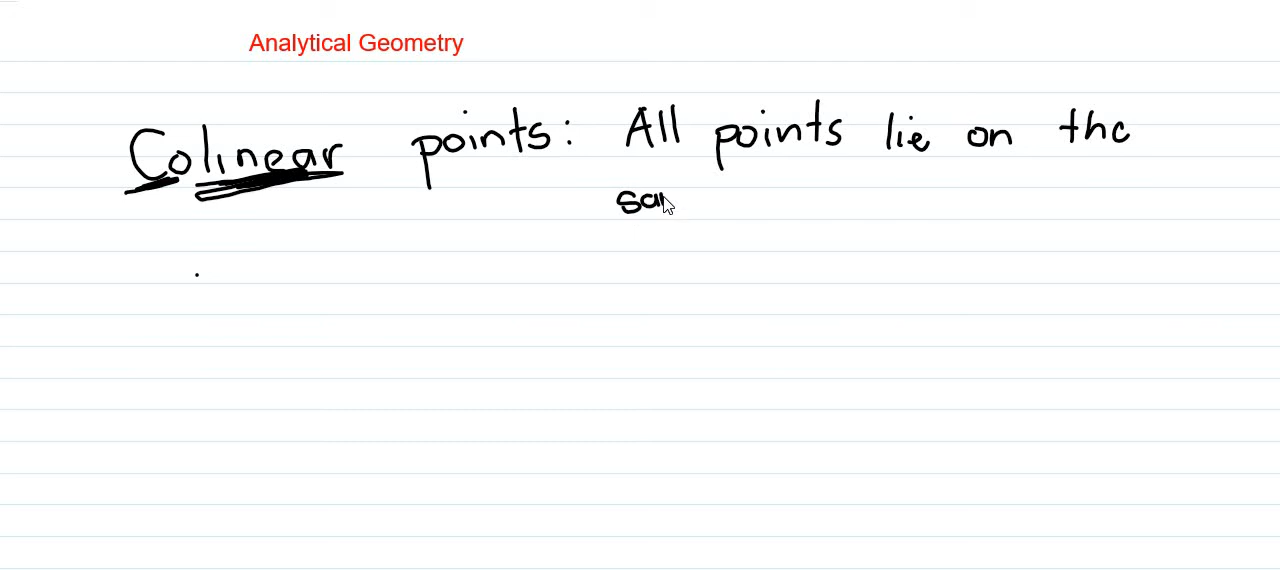 Analytical Geometry
Colinear points: All points lie on the
sa